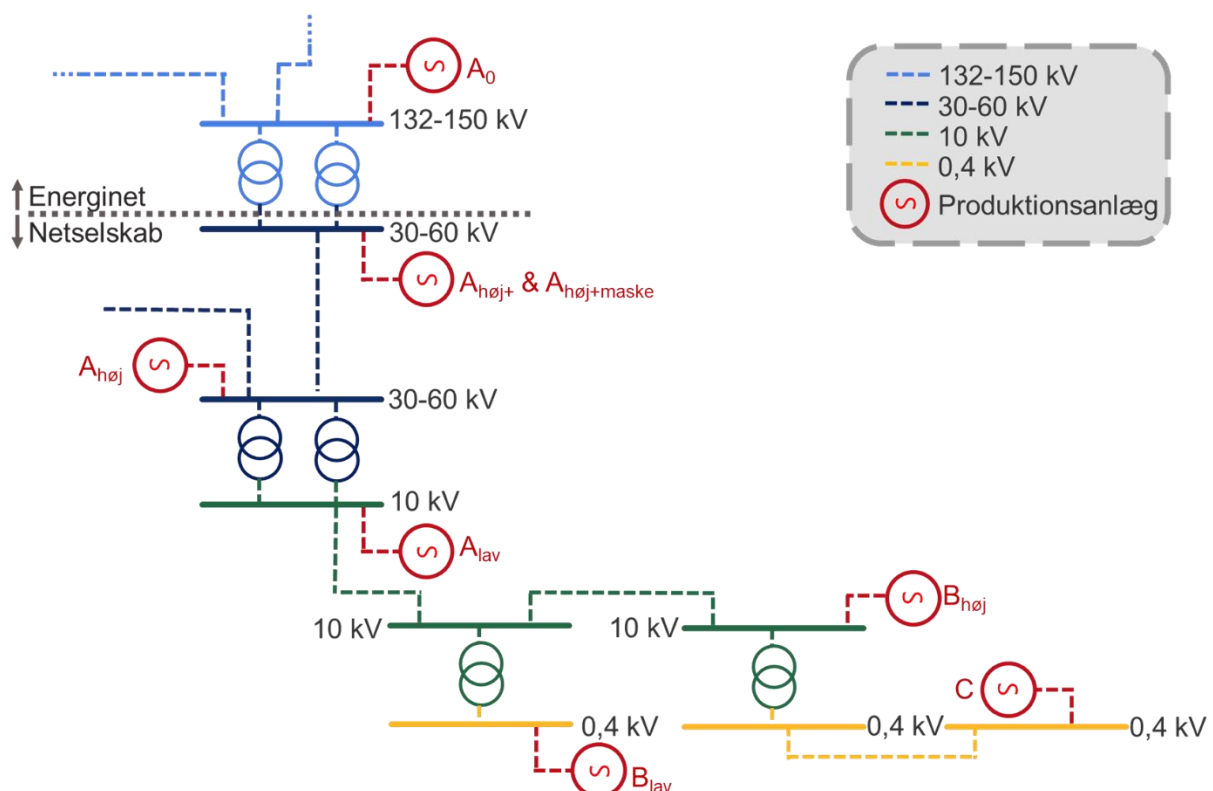 A0
132-150 kV
Energinet
Netselskab
30-60 kV
Ahøj+ & Ahøj+maske
Ahøj
30-60 kV
10 kV
Alav
10 kV
10 kV
Bhøj
0,4 kV
Blav
0,4 kV
C
0,4 kV
132-150 kV
30-60 kV
10 kV
0,4 kV
Produktionsanlæg